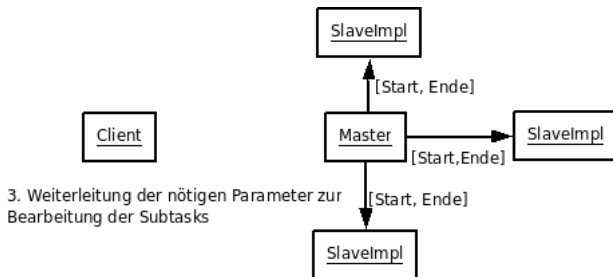 SlaveImpl
[Start, Ende]
Client
Master
SlaveImpl
[Start,Ende]
3. Weiterleitung der nötigen Parameter zur
Bearbeitung der Subtasks
[Start, Ende]
SlaveImpl